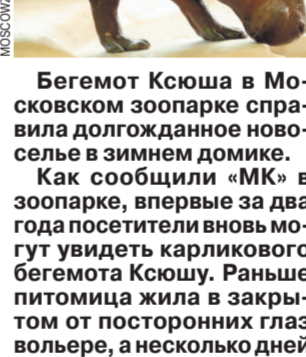 MOSCOWZ
Бегемот Ксюша в Мо-
сковском зоопарке спра-
вила долгожданное ново-
селье в зимнем домике.
Как сообщили «МК» в
зоопарке, впервые за два
года посетители вновь мо-
гут увидеть карликового
бегемота Ксюшу. Раньше
питомица жила в закры-
том от посторонних глаз
вольере, а несколько дней